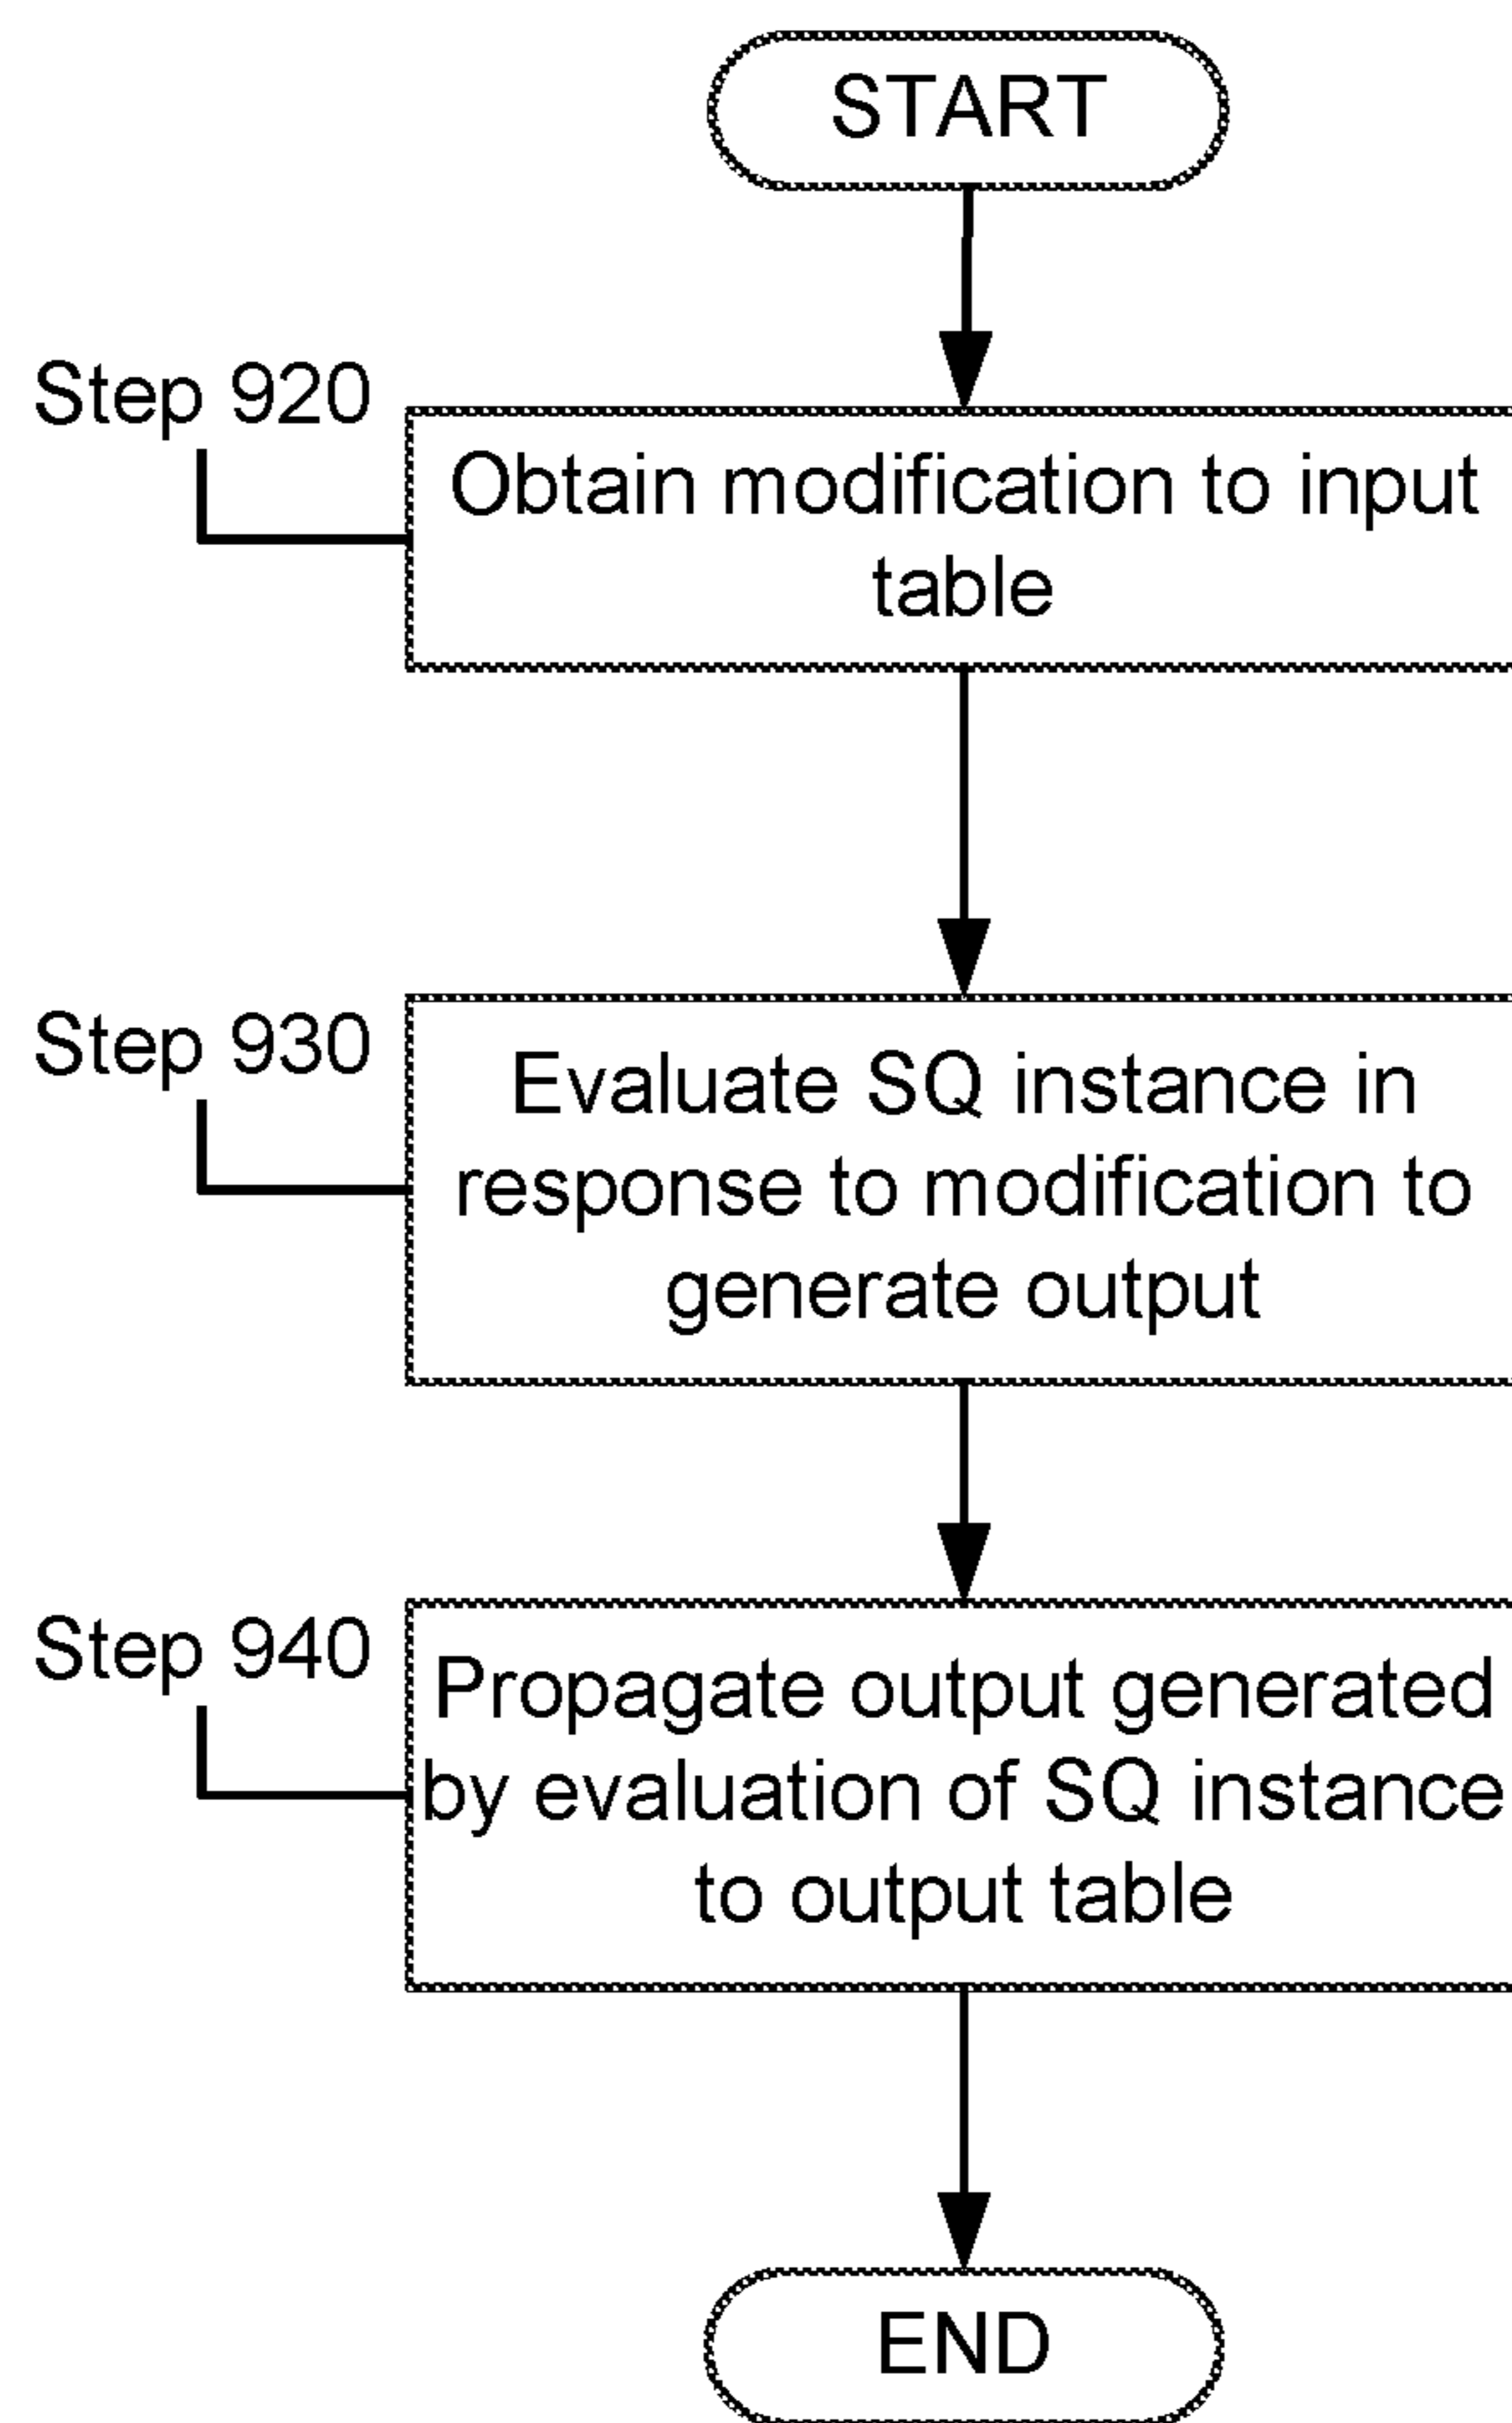 START
Step 920
Obtain modification to input
table
Step 930
Evaluate SQ instance in
response to modification to
generate output
Step 940
Propagate output generated
by evaluation of SQ instance
to output table
END